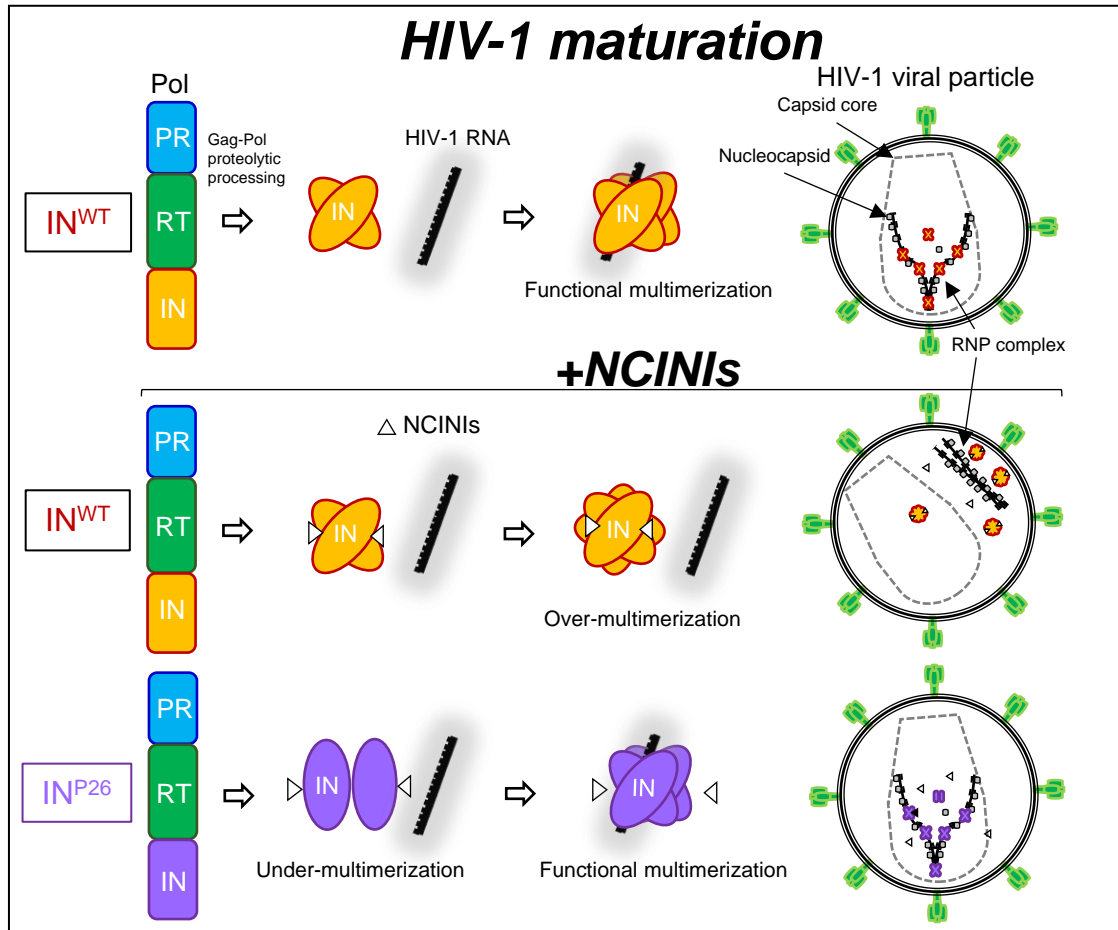 HIV-1 maturation
Pol
HIV-1 viral particle
Capsid core
PR
Gag-Pol
proteolytic
processing
HIV-1 RNA
Nucleocapsid
IN^WT
RT
IN
IN
IN
Functional multimerization
RNP complex
+NCINIs
△ NCINIs
PR
IN^WT
RT
IN
IN
IN
Over-multimerization
PR
IN^P26
RT
IN
IN
IN
Under-multimerization
Functional multimerization